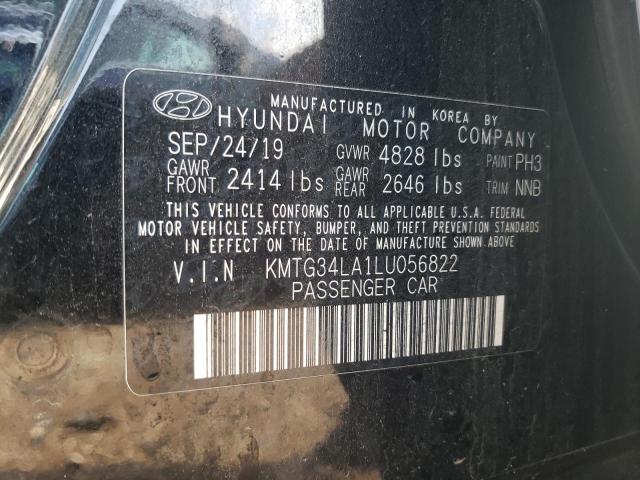 MANUFACTURED IN KOREA BY
HYUNDAI MOTOR COMPANY
SEP/24/19 GVWR 4828 lbs PAINT PH3
GAWR FRONT 2414 lbs GAWR REAR 2646 lbs TRIM NNB
THIS VEHICLE CONFORMS TO ALL APPLICABLE U.S.A. FEDERAL
MOTOR VEHICLE SAFETY, BUMPER, AND THEFT PREVENTION STANDARDS
IN EFFECT ON THE DATE OF MANUFACTURE SHOWN ABOVE
V.I.N KMTG34LA1LU056822
PASSENGER CAR